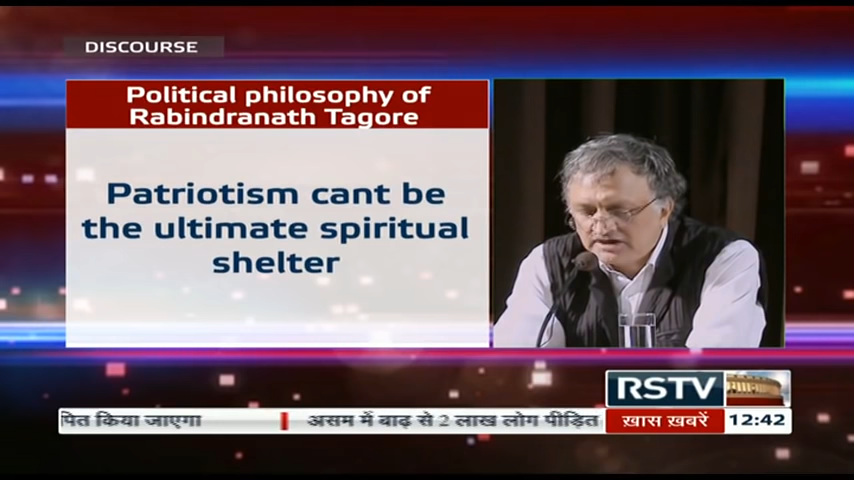 DISCOURSE
Political philosophy of
Rabindranath Tagore
Patriotism cant be
the ultimate spiritual
shelter
RSTV
पित किया जाएगा
असम में बाढ़ से 2 लाख लोग पीड़ित
ख़ास ख़बरें
12:42